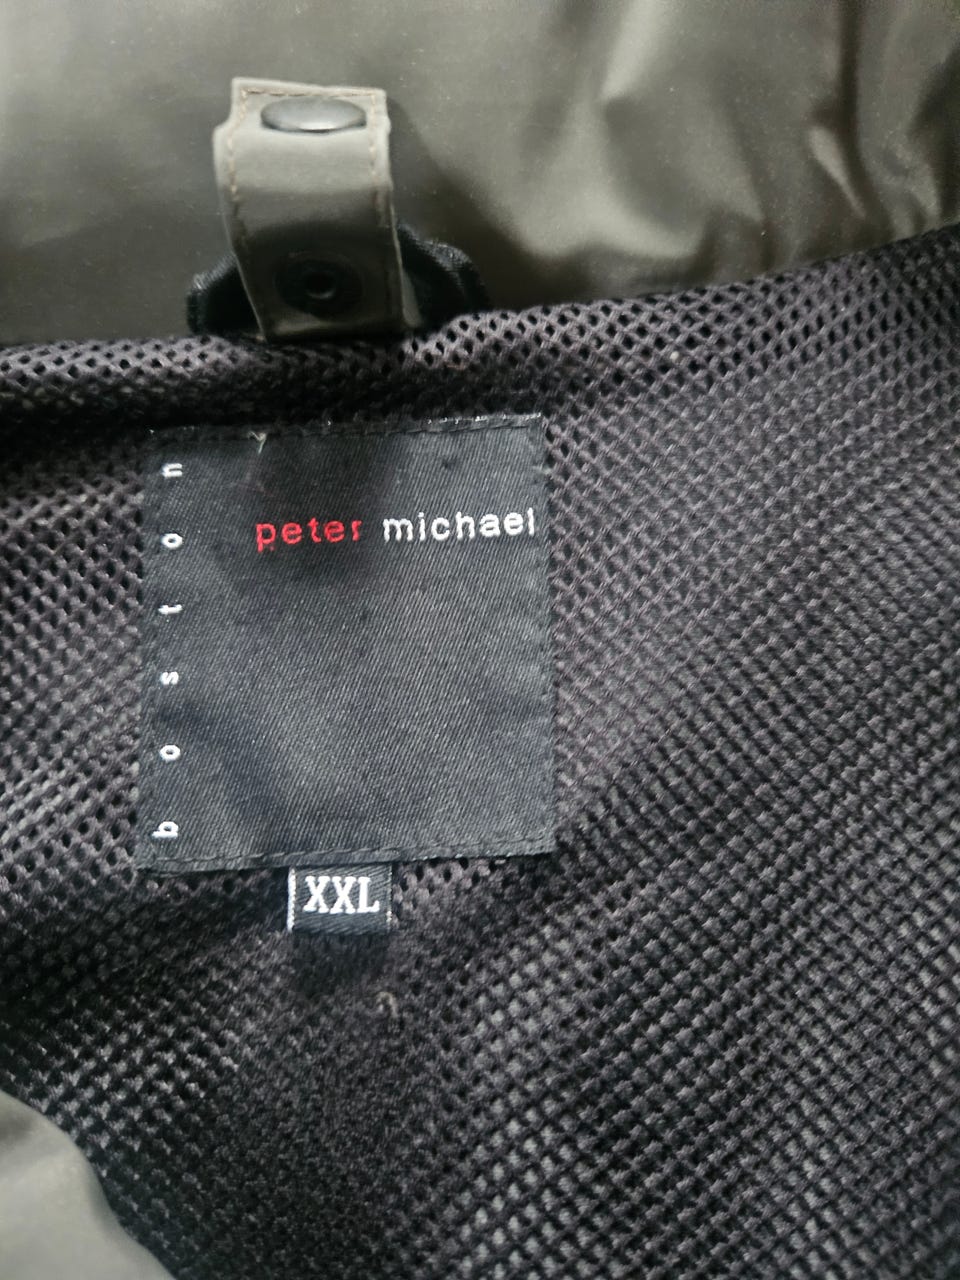 peter michael
boston
XXL